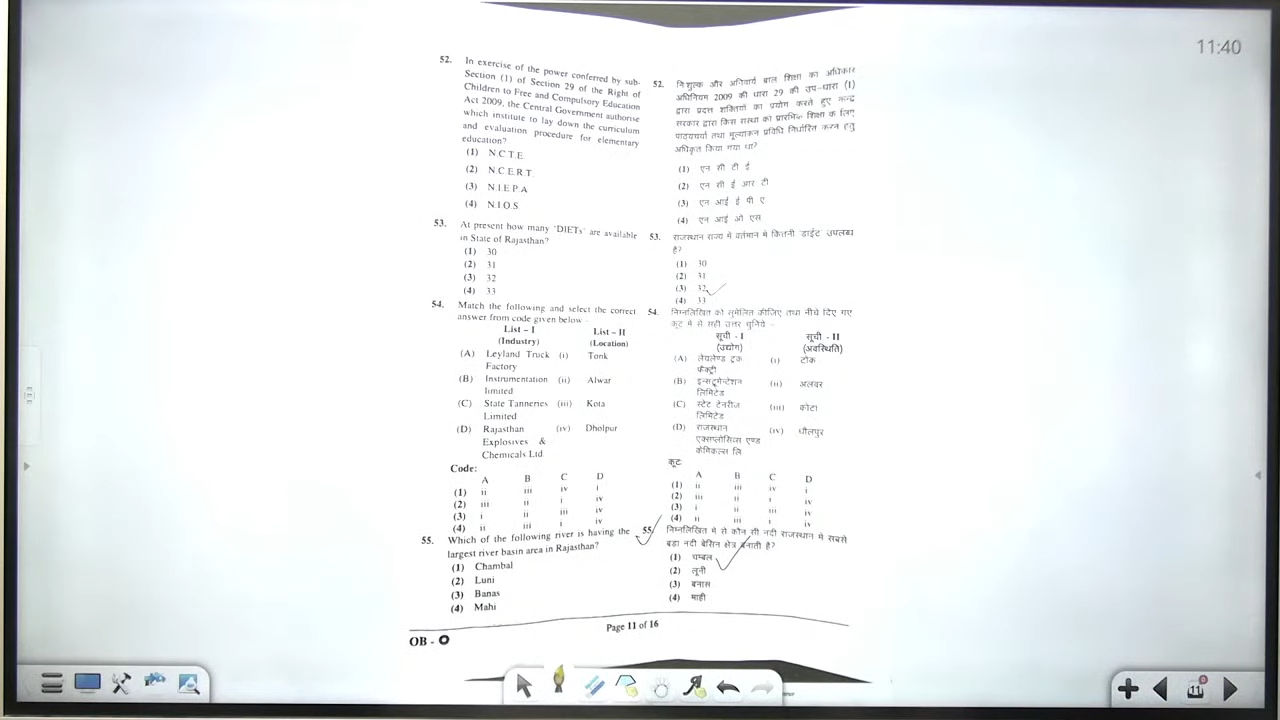 11:40
52. In exercise of the power conferred by sub-
Section (1) of Section 29 of the Right of
Children to Free and Compulsory Education
Act 2009, the Central Government authorise
which institute to lay down the curriculum
and evaluation procedure for elementary
education?
(1) N.C.T.E
(2) N.C.E.R.T.
(3) N.I.E.P.A
(4) N.I.O.S.
53. At present how many 'DIETs' are available
in State of Rajasthan?
(1) 30
(2) 31
(3) 32
(4) 33
54. Match the following and select the correct
answer from code given below -
List – I List – II
(Industry) (Location)
(A) Leyland Truck (i) Tonk
Factory
(B) Instrumentation (ii) Alwar
limited
(C) State Tanneries (iii) Kota
Limited
(D) Rajasthan (iv) Dholpur
Explosives &
Chemicals Ltd.
Code:
A B C D
(1) ii iii iv i
(2) iii ii i iv
(3) i ii iii iv
(4) ii iii i iv
55. Which of the following river is having the
largest river basin area in Rajasthan?
(1) Chambal
(2) Luni
(3) Banas
(4) Mahi
52. नि:शुल्क और अनिवार्य बाल शिक्षा का अधिकार
अधिनियम 2009 की धारा 29 की उप-धारा (1)
द्वारा प्रदत्त शक्तियों का प्रयोग करते हुए केन्द्र
सरकार द्वारा किस संस्था को प्रारंभिक शिक्षा के लिए
पाठ्यचर्या तथा मूल्यांकन प्रविधि निर्धारित करने हेतु
अधिकृत किया गया था?
(1) एन सी टी ई
(2) एन सी ई आर टी
(3) एन आई ई पी ए
(4) एन आई ओ एस
53. राजस्थान राज्य में वर्तमान में कितनी 'डाईट' उपलब्ध
है?
(1) 30
(2) 31
(3) 32
(4) 33
54. निम्नलिखित को सुमेलित कीजिए तथा नीचे दिए गए
कूट में से सही उत्तर चुनिये -
सूची - I सूची - II
(उद्योग) (अवस्थिति)
(A) लेयलेण्ड ट्रक (i) टोंक
फैक्ट्री
(B) इन्सट्रूमेन्टेशन (ii) अलवर
लिमिटेड
(C) स्टेट टेनरीज (iii) कोटा
लिमिटेड
(D) राजस्थान (iv) धौलपुर
एक्सप्लोसिव्स एण्ड
केमिकल्स लि
कूट
A B C D
(1) ii iii iv i
(2) iii ii i iv
(3) i ii iii iv
(4) ii iii i iv
55. निम्नलिखित में से कौन सी नदी राजस्थान में सबसे
बड़ा नदी बेसिन क्षेत्र बनाती है?
(1) चम्बल
(2) लूनी
(3) बनास
(4) माही
Page 11 of 16
OB - O
11